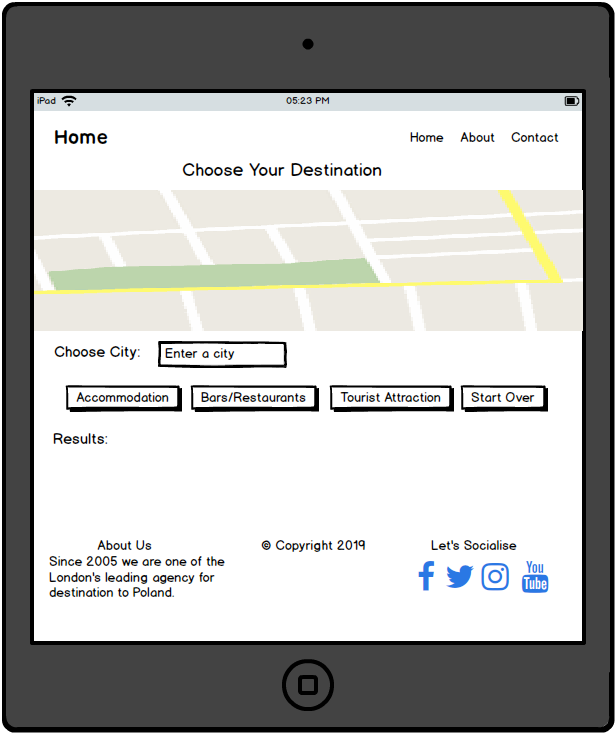 iPad 05:23 PM
Home Home About Contact
Choose Your Destination
Choose City: Enter a city
Accommodation Bars/Restaurants Tourist Attraction Start Over
Results:
About Us © Copyright 2019 Let's Socialise
Since 2005 we are one of the
London's leading agency for
destination to Poland.
You
Tube